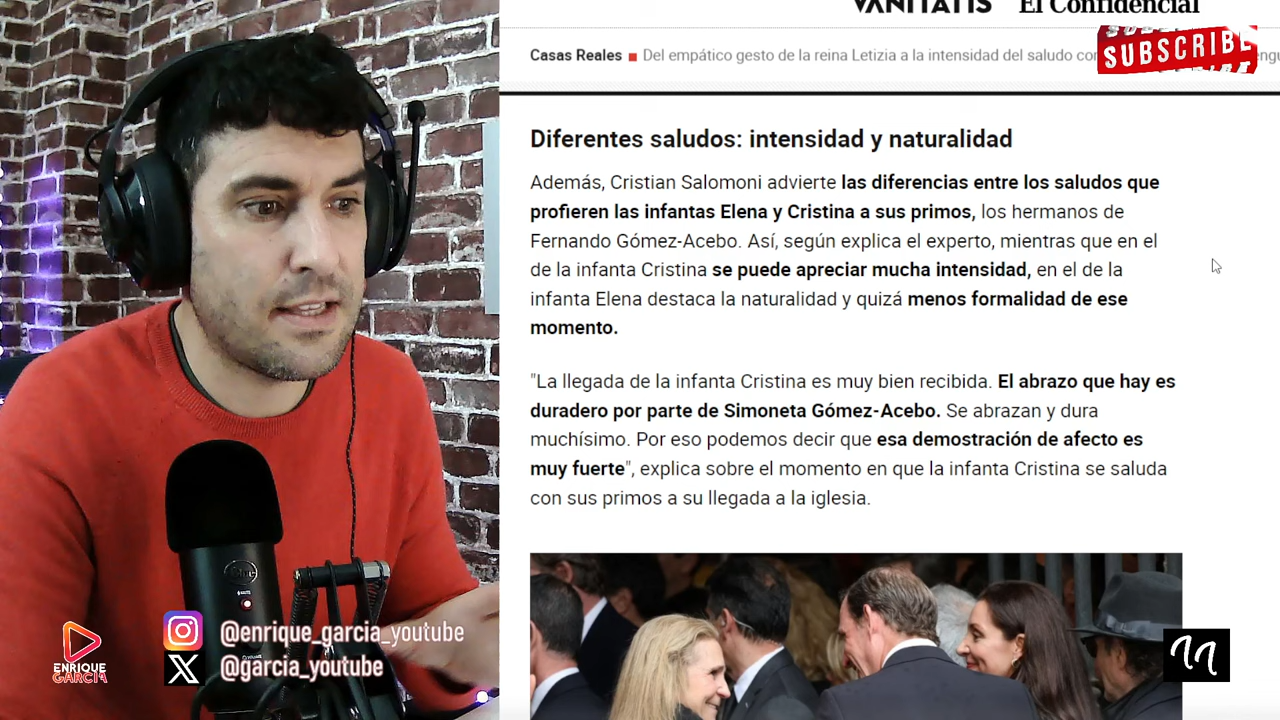 VANITATIS El Confidencial
SUBSCRIBE
Casas Reales ■ Del empático gesto de la reina Letizia a la intensidad del saludo
Diferentes saludos: intensidad y naturalidad
Además, Cristian Salomoni advierte las diferencias entre los saludos que
profieren las infantas Elena y Cristina a sus primos, los hermanos de
Fernando Gómez-Acebo. Así, según explica el experto, mientras que en el
de la infanta Cristina se puede apreciar mucha intensidad, en el de la
infanta Elena destaca la naturalidad y quizá menos formalidad de ese
momento.
"La llegada de la infanta Cristina es muy bien recibida. El abrazo que hay es
duradero por parte de Simoneta Gómez-Acebo. Se abrazan y dura
muchísimo. Por eso podemos decir que esa demostración de afecto es
muy fuerte", explica sobre el momento en que la infanta Cristina se saluda
con sus primos a su llegada a la iglesia.
@enrique_garcia_youtube
@garcia_youtube
ENRIQUE
GARCIA